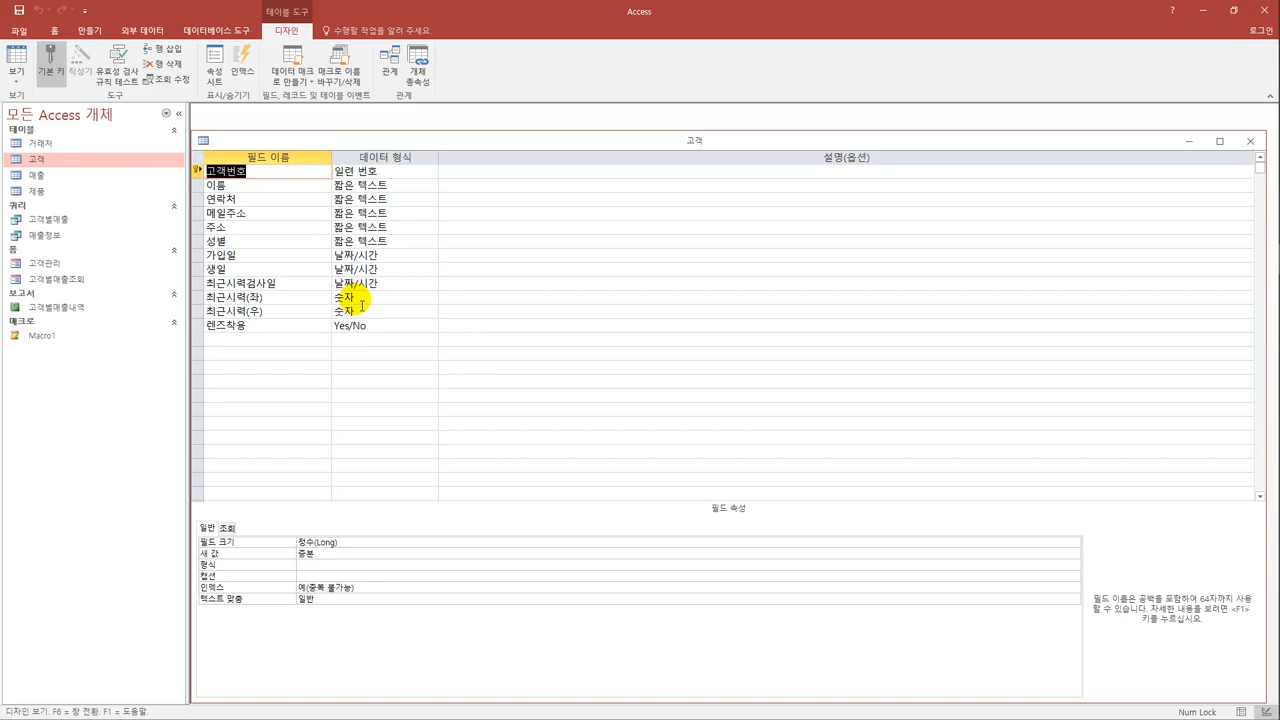 테이블 도구
Access
파일
홈
만들기
외부 데이터
데이터베이스 도구
디자인
수행할 작업을 알려 주세요.
로그인
보기
기본 키
작성기
유효성 검사
규칙 테스트
행 삽입
행 삭제
조회 수정
속성
시트
인덱스
데이터 매크
로 만들기
매크로 이름
바꾸기/삭제
관계
개체
종속성
보기
도구
표시/숨기기
필드, 레코드 및 테이블 이벤트
관계
모든 Access 개체
테이블
거래처
고객
매출
제품
쿼리
고객별매출
매출정보
폼
고객관리
고객별매출조회
보고서
고객별매출내역
매크로
Macro1
고객
필드 이름 데이터 형식 설명(옵션)
고객번호 일련 번호
이름 짧은 텍스트
연락처 짧은 텍스트
메일주소 짧은 텍스트
주소 짧은 텍스트
성별 짧은 텍스트
가입일 날짜/시간
생일 날짜/시간
최근시력검사일 날짜/시간
최근시력(좌) 숫자
최근시력(우) 숫자
렌즈착용 Yes/No
필드 속성
일반 조회
필드 크기 정수(Long)
새 값 증분
형식
캡션
인덱스 예(중복 불가능)
텍스트 맞춤 일반
필드 이름은 공백을 포함하여 64자까지 사용
할 수 있습니다. 자세한 내용을 보려면 <F1>
키를 누르십시오.
디자인 보기. F6 = 창 전환. F1 = 도움말.
Num Lock